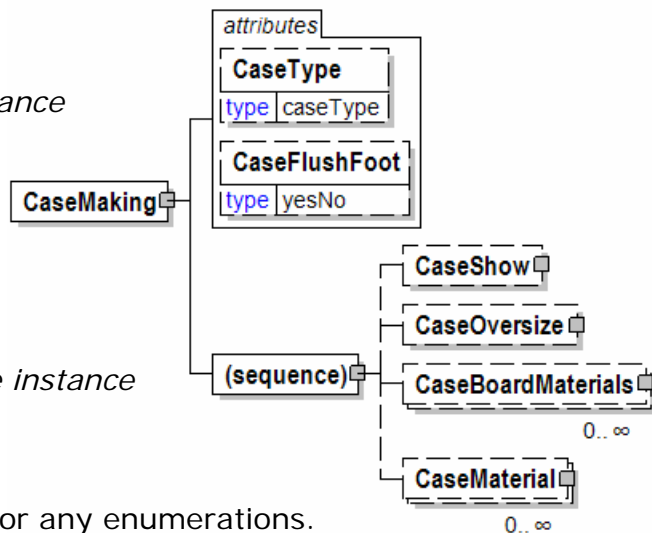 attributes
CaseType
ance
type caseType
CaseFlushFoot
CaseMaking
type yesNo
CaseShow
CaseOversize
(sequence)
e instance
CaseBoardMaterials
0.. ∞
CaseMaterial
or any enumerations.
0.. ∞